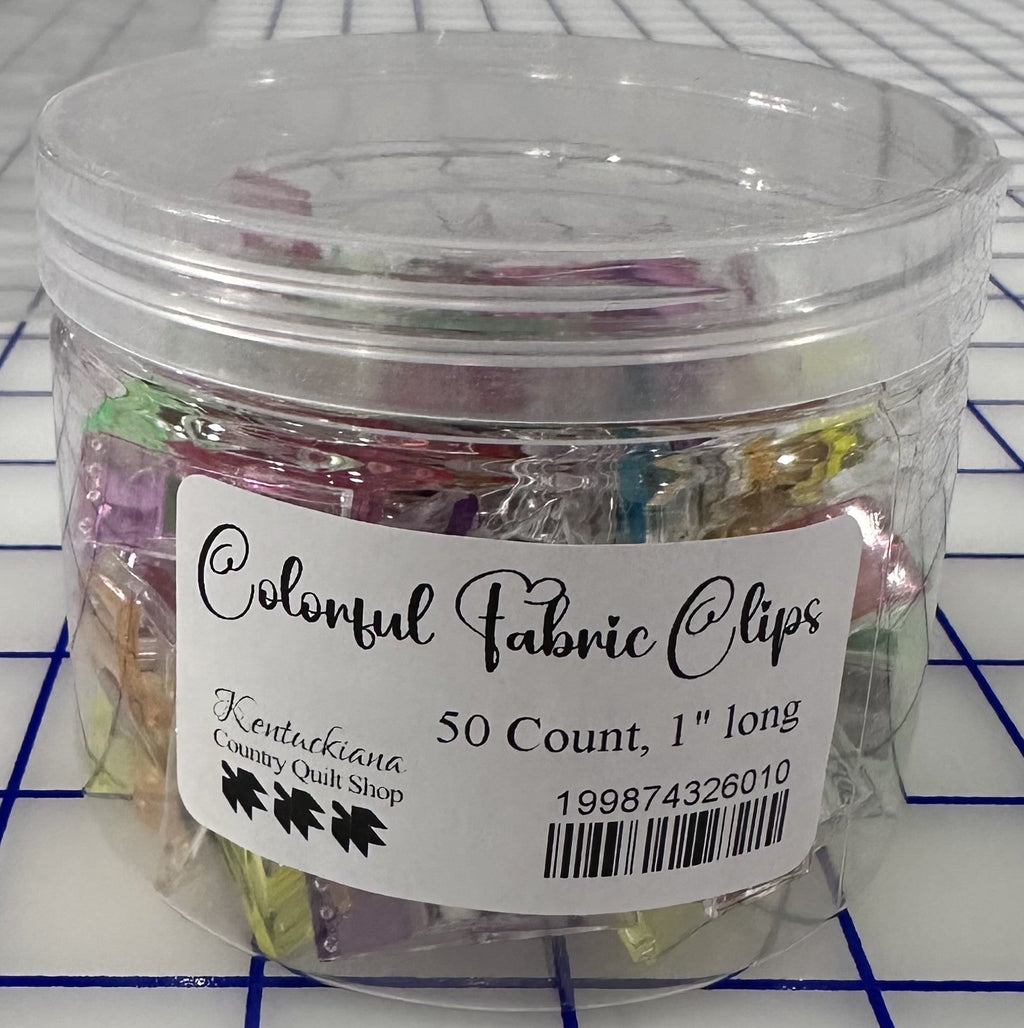 Colorful Fabric Clips
Kentuckiana
Country Quilt Shop
50 Count, 1" long
199874326010